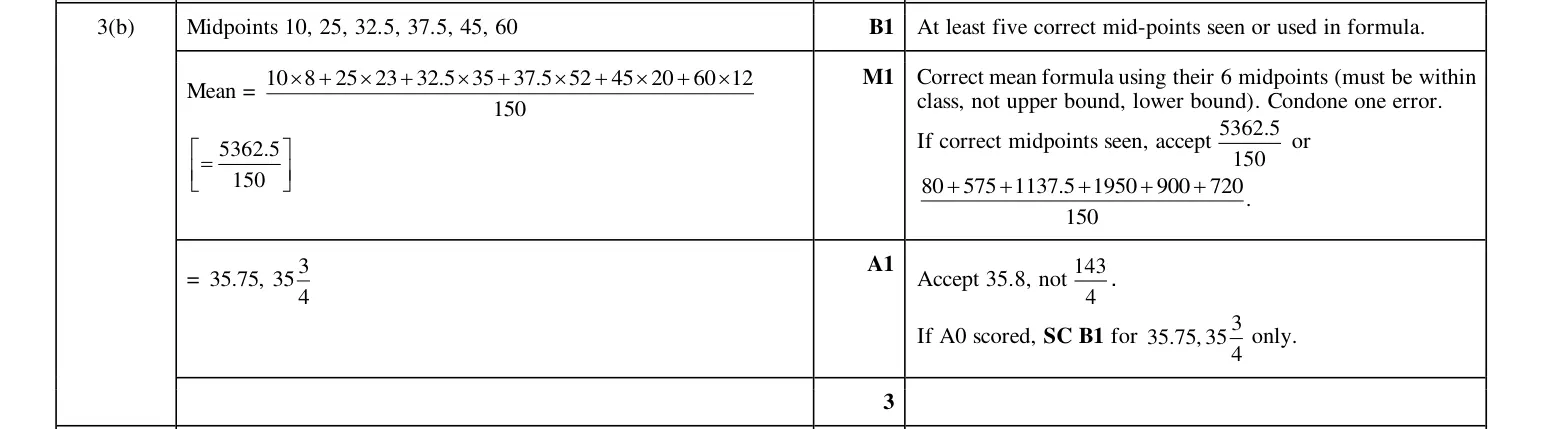 3(b) Midpoints 10, 25, 32.5, 37.5, 45, 60 B1 At least five correct mid-points seen or used in formula.
Mean = (10×8+25×23+32.5×35+37.5×52+45×20+60×12)/150 M1 Correct mean formula using their 6 midpoints (must be within
class, not upper bound, lower bound). Condone one error.
[= 5362.5/150] If correct midpoints seen, accept 5362.5/150 or
(80+575+1137.5+1950+900+720)/150.
= 35.75, 35 3/4 A1 Accept 35.8, not 143/4.
If A0 scored, SC B1 for 35.75, 35 3/4 only.
3